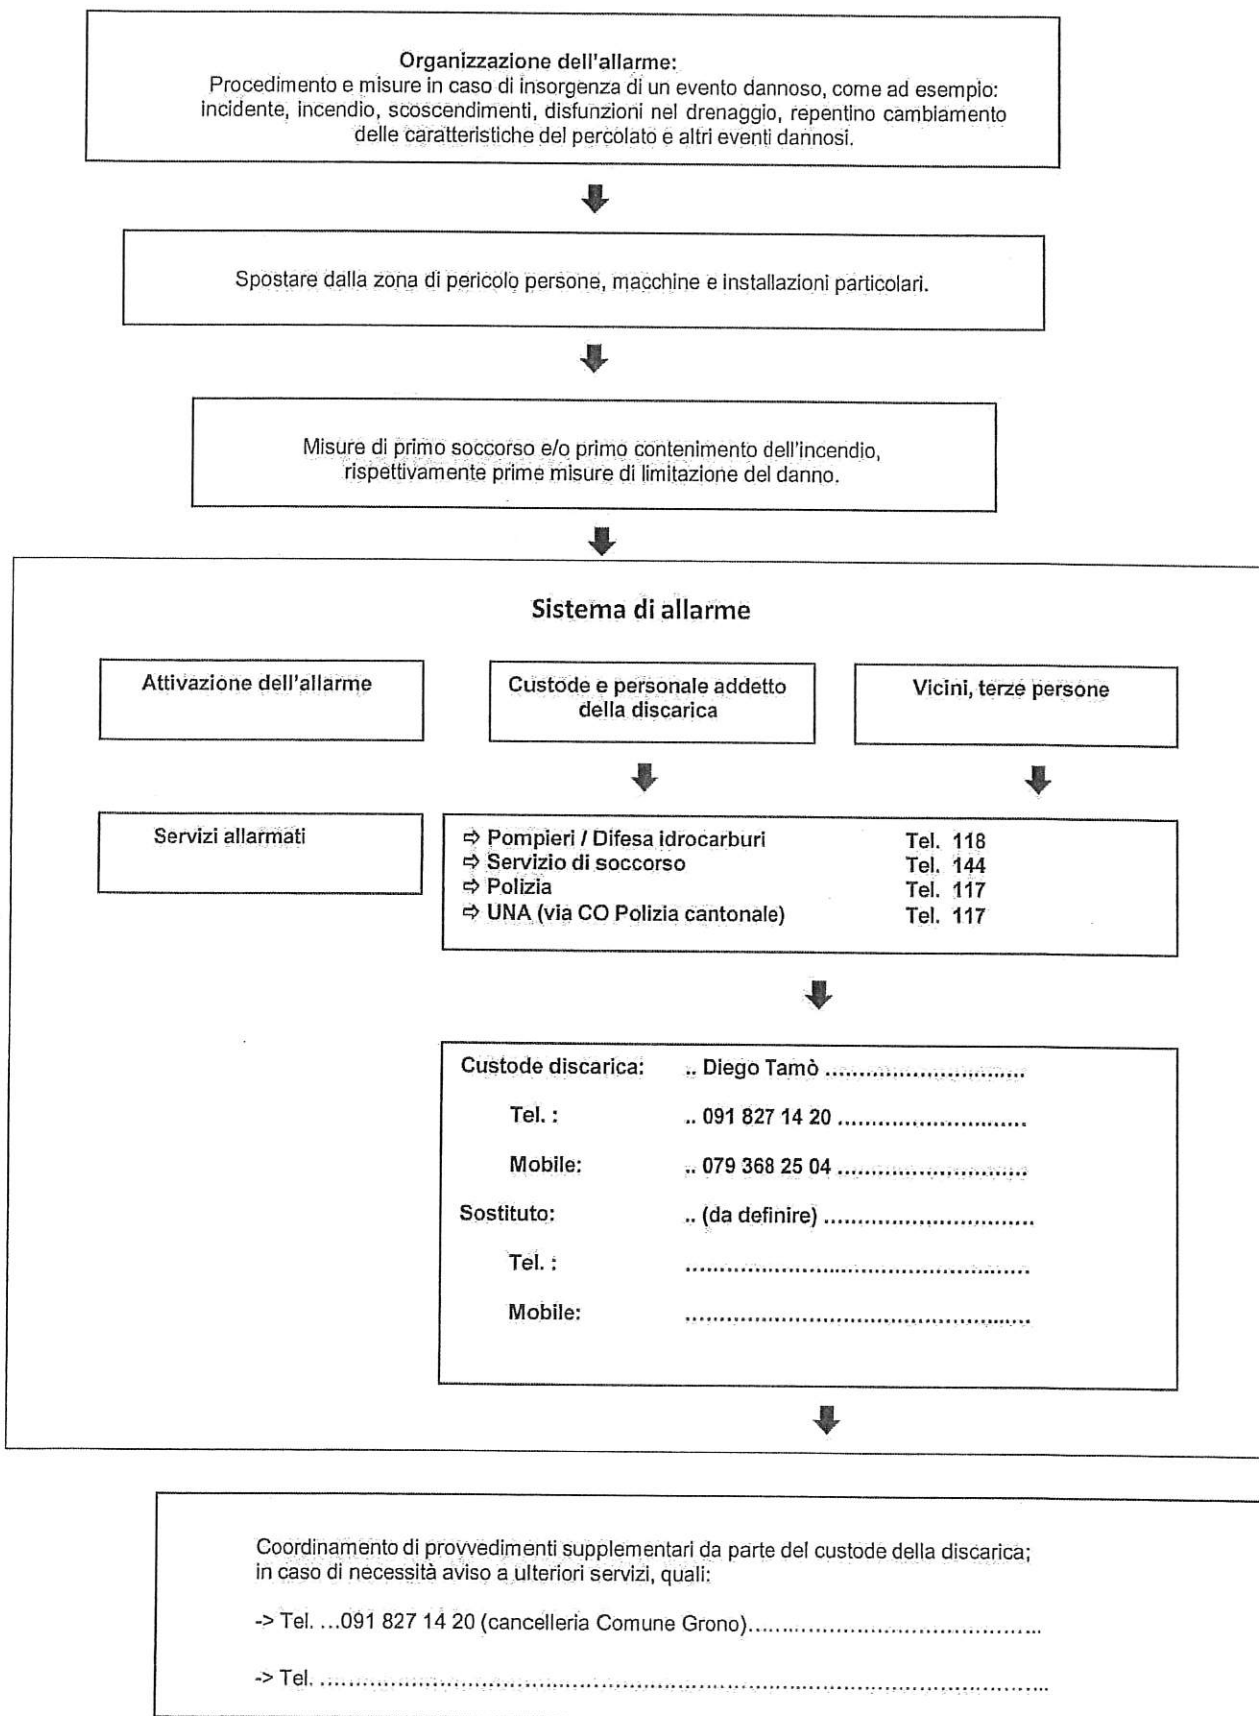 Organizzazione dell'allarme:
Procedimento e misure in caso di insorgenza di un evento dannoso, come ad esempio:
incidente, incendio, scoscendimenti, disfunzioni nel drenaggio, repentino cambiamento
delle caratteristiche del percolato e altri eventi dannosi.
Spostare dalla zona di pericolo persone, macchine e installazioni particolari.
Misure di primo soccorso e/o primo contenimento dell'incendio,
rispettivamente prime misure di limitazione del danno.
Sistema di allarme
Attivazione dell'allarme
Custode e personale addetto
della discarica
Vicini, terze persone
Servizi allarmati
⇨ Pompieri / Difesa idrocarburi Tel. 118
⇨ Servizio di soccorso Tel. 144
⇨ Polizia Tel. 117
⇨ UNA (via CO Polizia cantonale) Tel. 117
Custode discarica: .. Diego Tamò ..............................
Tel. : .. 091 827 14 20 ............................
Mobile: .. 079 368 25 04 ............................
Sostituto: .. (da definire) ...............................
Tel. : ...................................................
Mobile: ...................................................
Coordinamento di provvedimenti supplementari da parte del custode della discarica;
in caso di necessità aviso a ulteriori servizi, quali:
-> Tel. ...091 827 14 20 (cancelleria Comune Grono)...........................................
-> Tel. ............................................................................................................